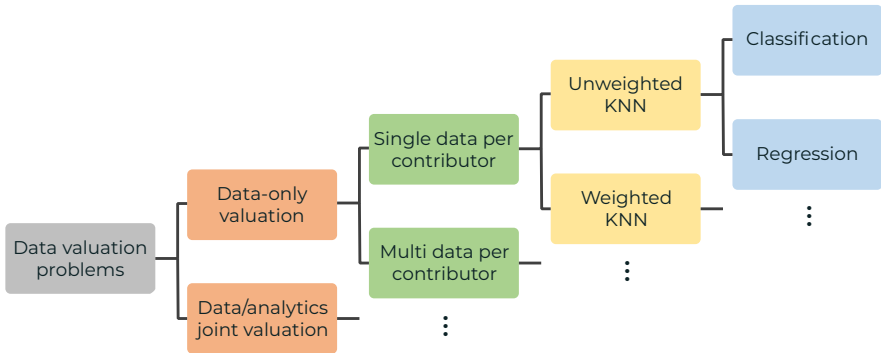 Data valuation
problems
Data-only
valuation
Data/analytics
joint valuation
Single data per
contributor
Multi data per
contributor
Unweighted
KNN
Weighted
KNN
Classification
Regression